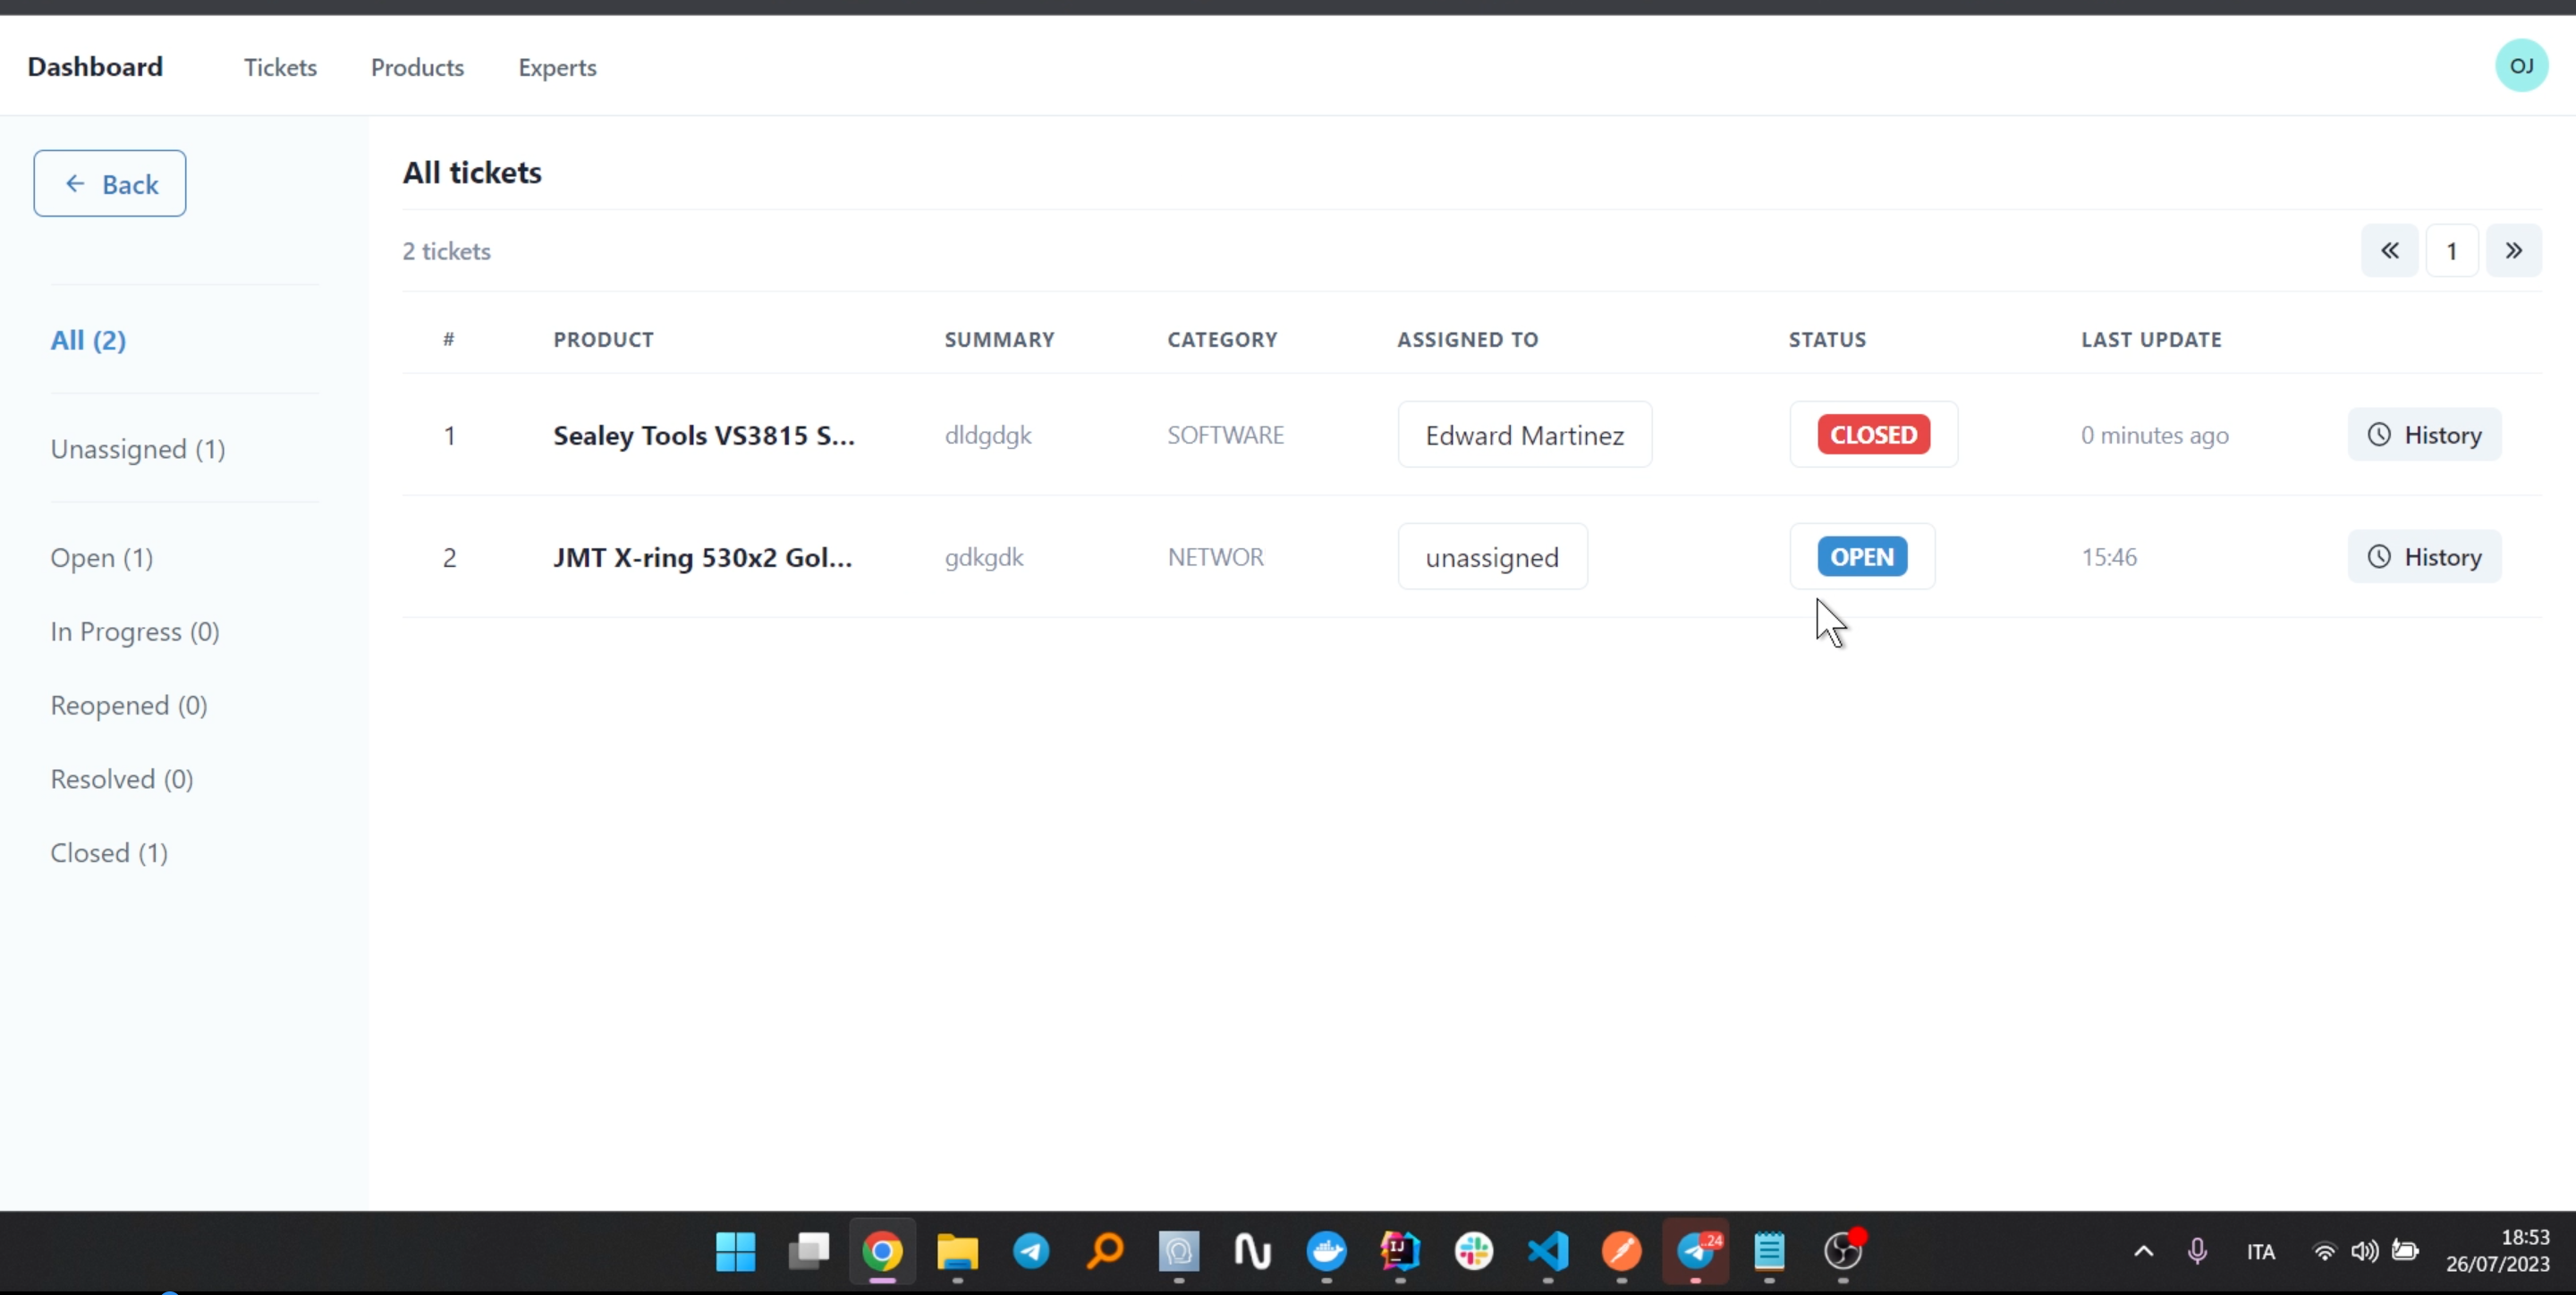 Dashboard Tickets Products Experts OJ
← Back
All tickets
2 tickets « 1 »
All (2)
Unassigned (1)
Open (1)
In Progress (0)
Reopened (0)
Resolved (0)
Closed (1)
# PRODUCT SUMMARY CATEGORY ASSIGNED TO STATUS LAST UPDATE
1 Sealey Tools VS3815 S... dldgdgk SOFTWARE Edward Martinez CLOSED 0 minutes ago History
2 JMT X-ring 530x2 Gol... gdkgdk NETWOR unassigned OPEN 15:46 History
IJ
..24
ITA
18:53
26/07/2023